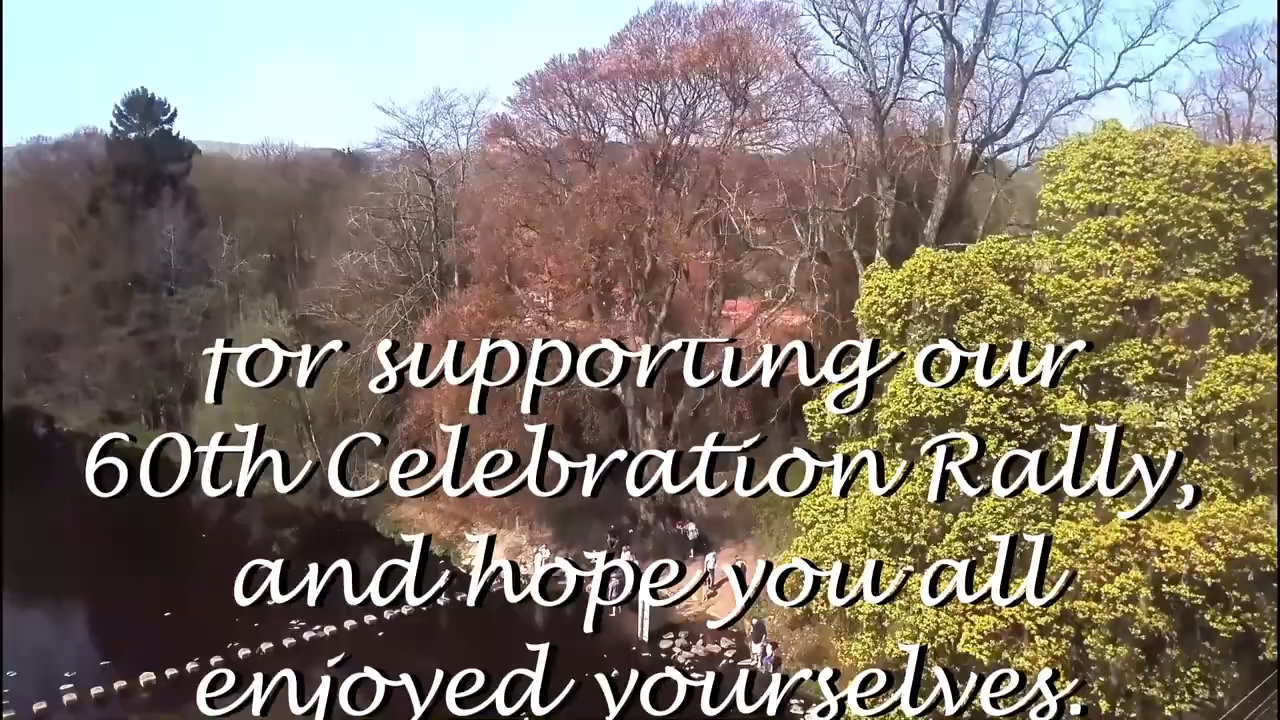 for supporting our
60th Celebration Rally,
and hope you all
enjoyed yourselves.